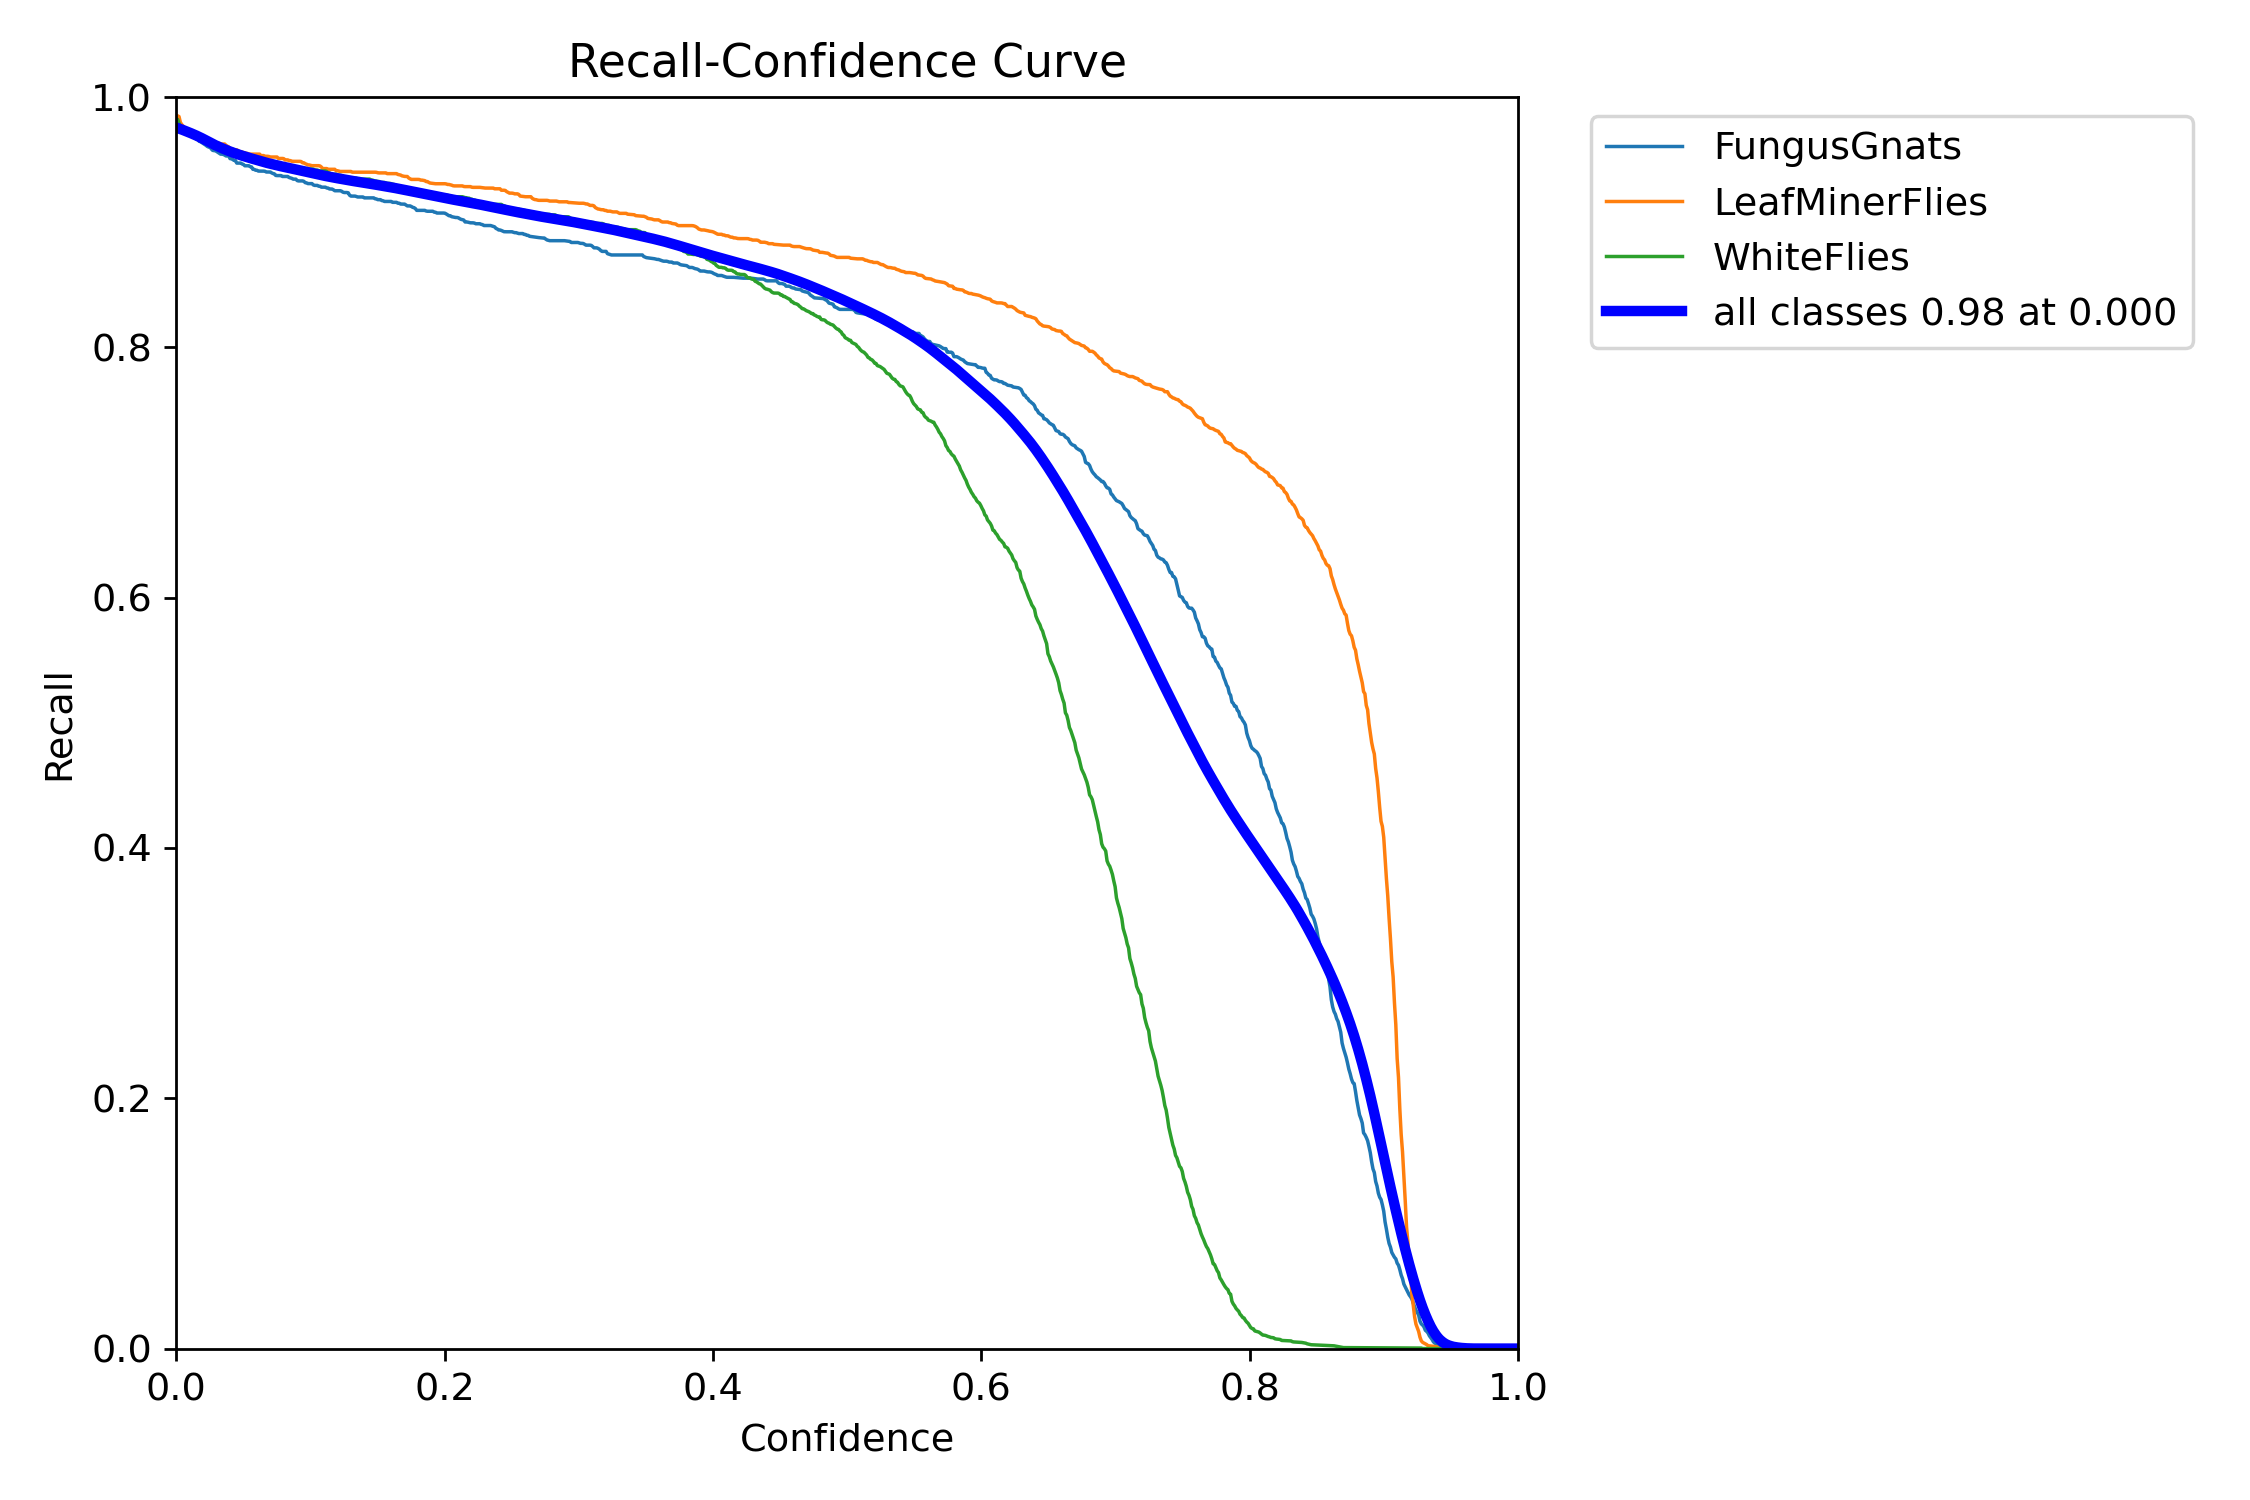 Recall-Confidence Curve
1.0
0.8
0.6
0.4
0.2
0.0
Recall
0.0 0.2 0.4 0.6 0.8 1.0
Confidence
FungusGnats
LeafMinerFlies
WhiteFlies
all classes 0.98 at 0.000